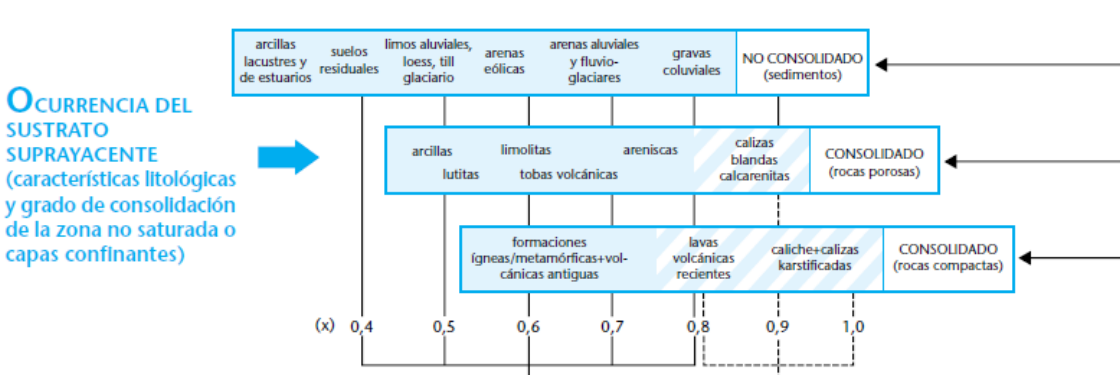 OCURRENCIA DEL
SUSTRATO
SUPRAYACENTE
(características litológicas
y grado de consolidación
de la zona no saturada o
capas confinantes)
arcillas
lacustres y
de estuarios
suelos
residuales
limos aluviales,
loess, till
glaciario
arenas
eólicas
arenas aluviales
y fluvio-
glaciares
gravas
coluviales
NO CONSOLIDADO
(sedimentos)
arcillas
lutitas
limolitas
tobas volcánicas
areniscas
calizas
blandas
calcarenitas
CONSOLIDADO
(rocas porosas)
formaciones
ígneas/metamórficas+vol-
cánicas antiguas
lavas
volcánicas
recientes
caliche+calizas
karstificadas
CONSOLIDADO
(rocas compactas)
(x) 0,4 0,5 0,6 0,7 0,8 0,9 1,0